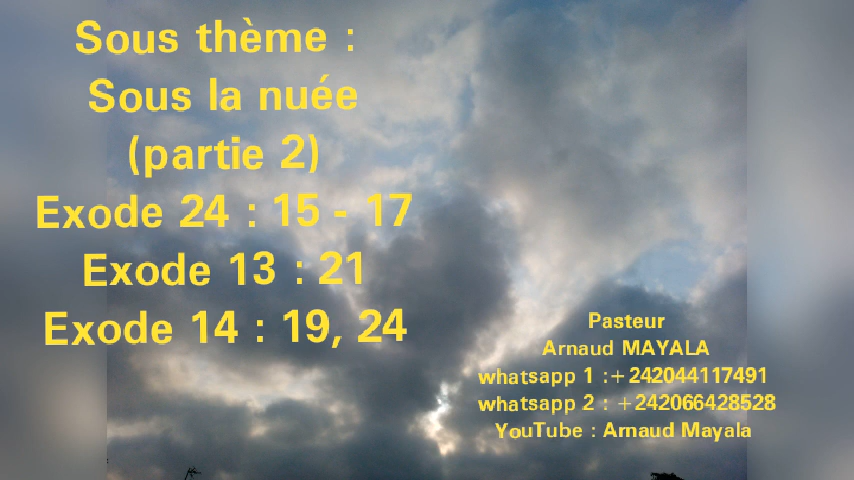 Sous thème :
Sous la nuée
(partie 2)
Exode 24 : 15 - 17
Exode 13 : 21
Exode 14 : 19, 24
Pasteur
Arnaud MAYALA
whatsapp 1 :+242044117491
whatsapp 2 : +242066428528
YouTube : Arnaud Mayala